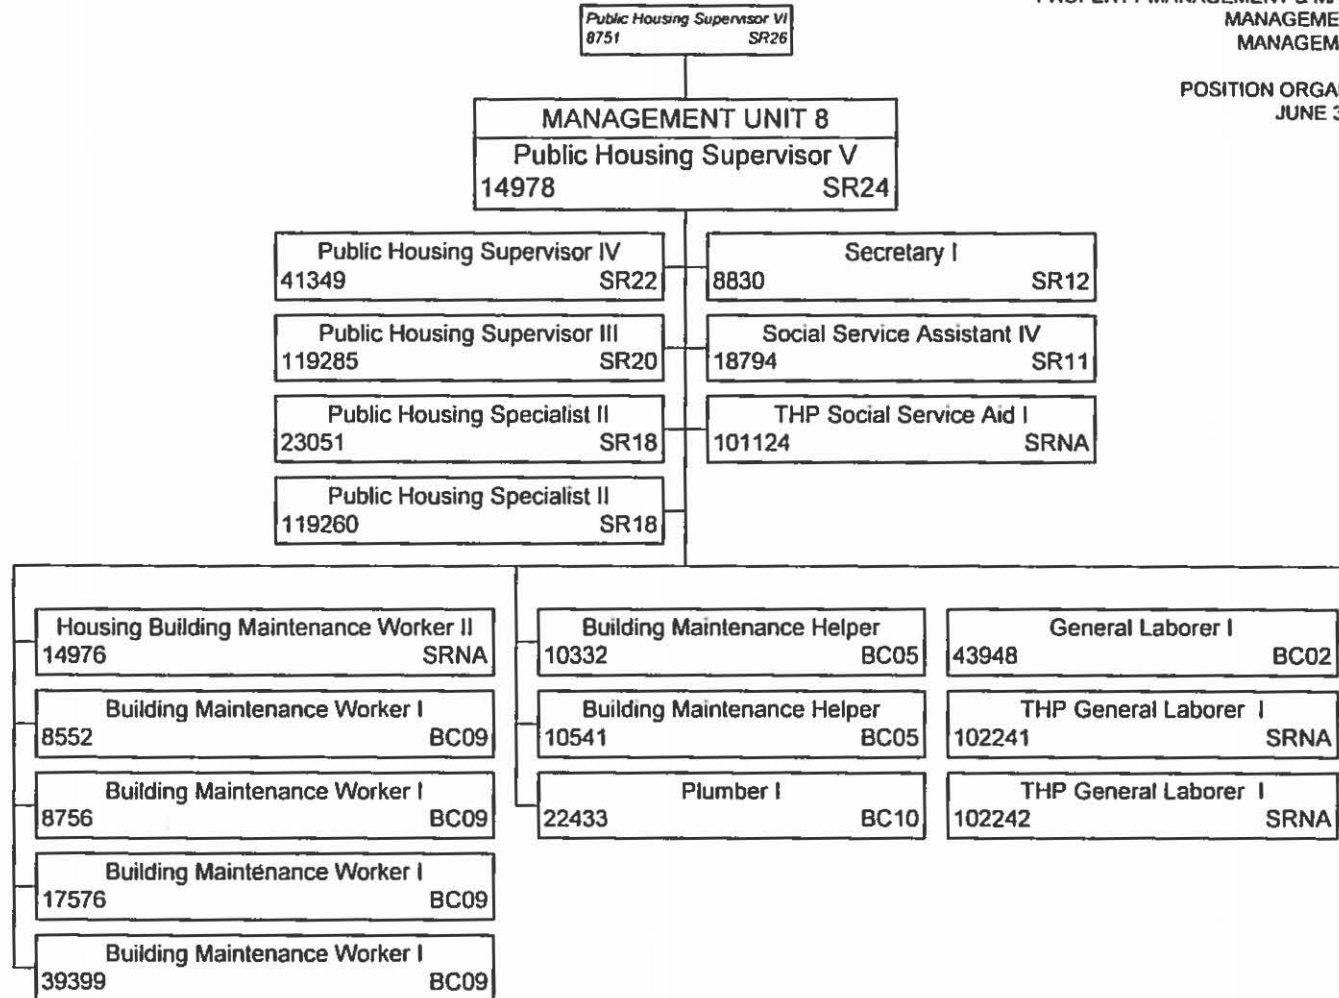 Public Housing Supervisor VI
8751 SR26
MANAGEME
MANAGEM
POSITION ORGA
JUNE 3
MANAGEMENT UNIT 8
Public Housing Supervisor V
14978 SR24
Public Housing Supervisor IV
41349 SR22
Secretary I
8830 SR12
Public Housing Supervisor III
119285 SR20
Social Service Assistant IV
18794 SR11
Public Housing Specialist II
23051 SR18
THP Social Service Aid I
101124 SRNA
Public Housing Specialist II
119260 SR18
Housing Building Maintenance Worker II
14976 SRNA
Building Maintenance Worker I
8552 BC09
Building Maintenance Worker I
8756 BC09
Building Maintenance Worker I
17576 BC09
Building Maintenance Worker I
39399 BC09
Building Maintenance Helper
10332 BC05
Building Maintenance Helper
10541 BC05
Plumber I
22433 BC10
General Laborer I
43948 BC02
THP General Laborer I
102241 SRNA
THP General Laborer I
102242 SRNA